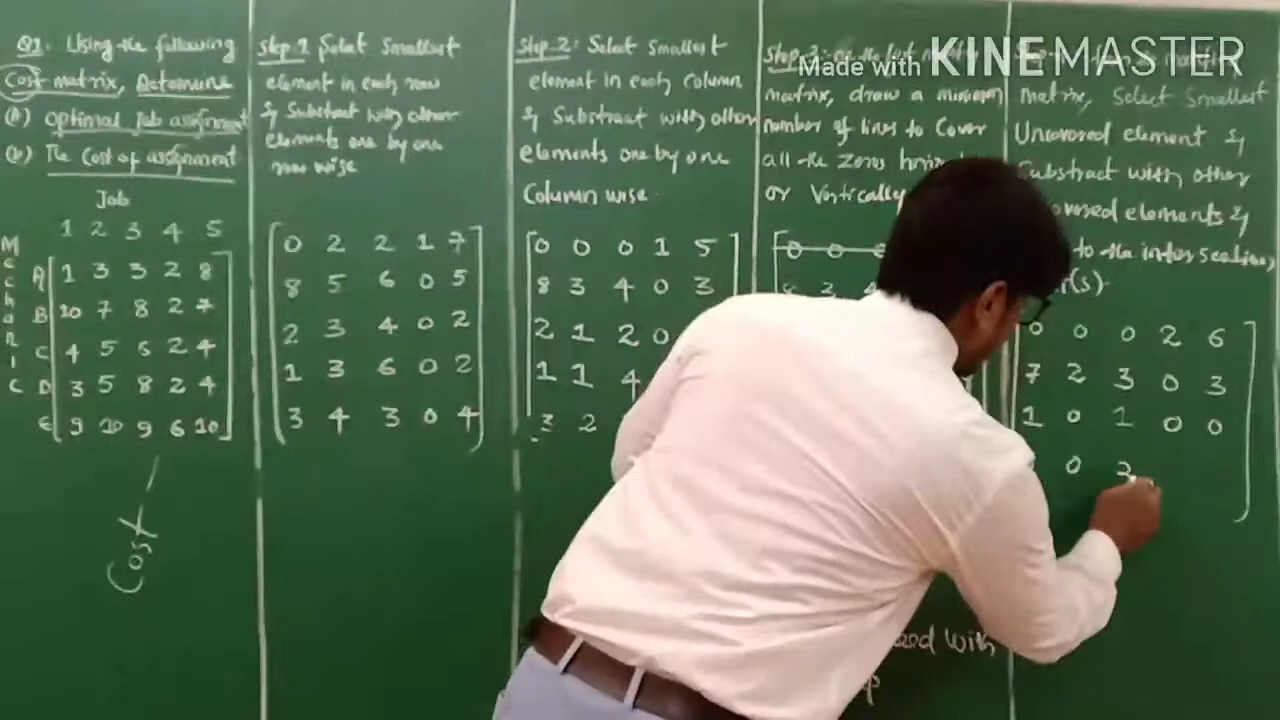 Q1: Using the following
Cost matrix, Determine
(A) optimal Job assignment
(b) The Cost of assignment
Job
1 2 3 4 5
Mechanic
A 1 3 3 2 8
B 10 7 8 2 7
C 4 5 6 2 4
D 3 5 8 2 4
E 9 10 9 6 10
Cost
Step.1 Select Smallest
element in each row
& Substract with other
elements one by one
row wise
0 2 2 1 7
8 5 6 0 5
2 3 4 0 2
1 3 6 0 2
3 4 3 0 4
Step.2: Select Smallest
element in each Column
& Substract with other
elements one by one
Column wise.
0 0 0 1 5
8 3 4 0 3
2 1 2 0
1 1 4
3 2
Step.3:
matrix, draw a minimum
number of lines to Cover
all the Zeros
or Vertically
0 0
8 3 4
with
matrix, Select Smallest
Uncovered element &
Substract with other
elements &
to the intersection
0 0 0 2 6
7 2 3 0 3
1 0 1 0 0
0
Made with KINEMASTER